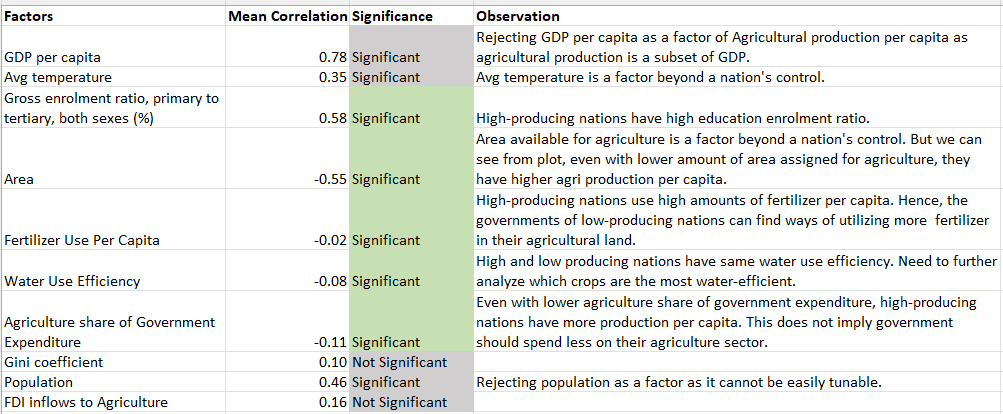 Factors Mean Correlation Significance Observation
Rejecting GDP per capita as a factor of Agricultural production per capita as
GDP per capita 0.78 Significant agricultural production is a subset of GDP.
Avg temperature 0.35 Significant Avg temperature is a factor beyond a nation's control.
Gross enrolment ratio, primary to
tertiary, both sexes (%) 0.58 Significant High-producing nations have high education enrolment ratio.
Area available for agriculture is a factor beyond a nation's control. But we can
see from plot, even with lower amount of area assigned for agriculture, they
Area -0.55 Significant have higher agri production per capita.
High-producing nations use high amounts of fertilizer per capita. Hence, the
governments of low-producing nations can find ways of utilizing more fertilizer
Fertilizer Use Per Capita -0.02 Significant in their agricultural land.
High and low producing nations have same water use efficiency. Need to further
Water Use Efficiency -0.08 Significant analyze which crops are the most water-efficient.
Even with lower agriculture share of government expenditure, high-producing
Agriculture share of Government nations have more production per capita. This does not imply government
Expenditure -0.11 Significant should spend less on their agriculture sector.
Gini coefficient 0.10 Not Significant
Population 0.46 Significant Rejecting population as a factor as it cannot be easily tunable.
FDI inflows to Agriculture 0.16 Not Significant